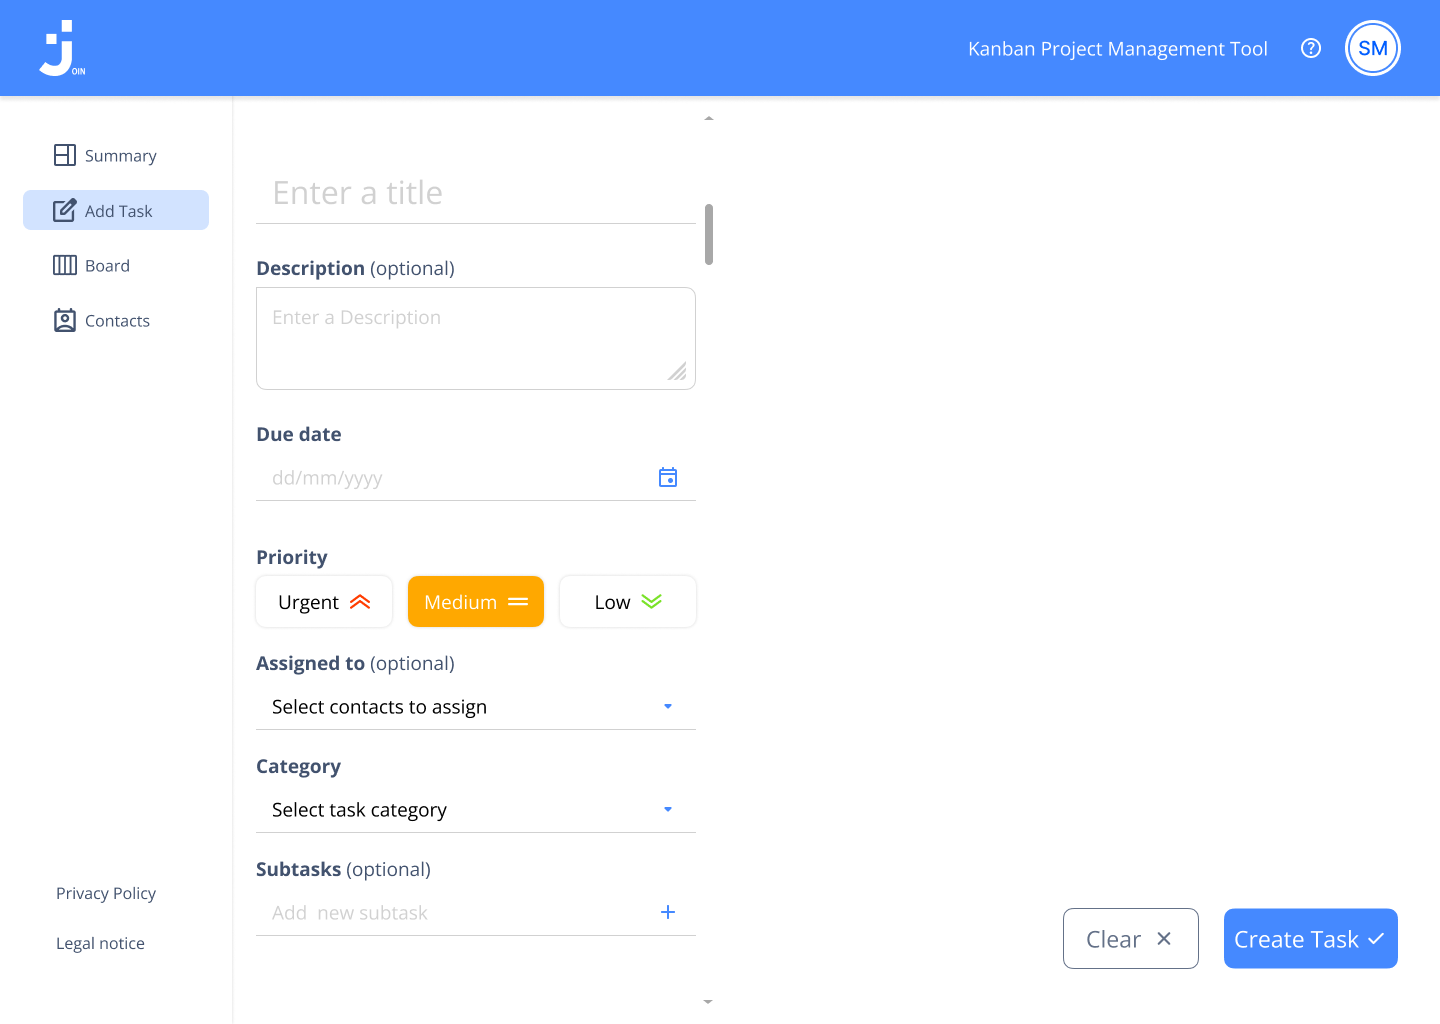 JOIN
Kanban Project Management Tool
SM
Summary
Add Task
Board
Contacts
Privacy Policy
Legal notice
Enter a title
Description (optional)
Enter a Description
Due date
dd/mm/yyyy
Priority
Urgent
Medium
Low
Assigned to (optional)
Select contacts to assign
Category
Select task category
Subtasks (optional)
Add  new subtask
Clear
Create Task